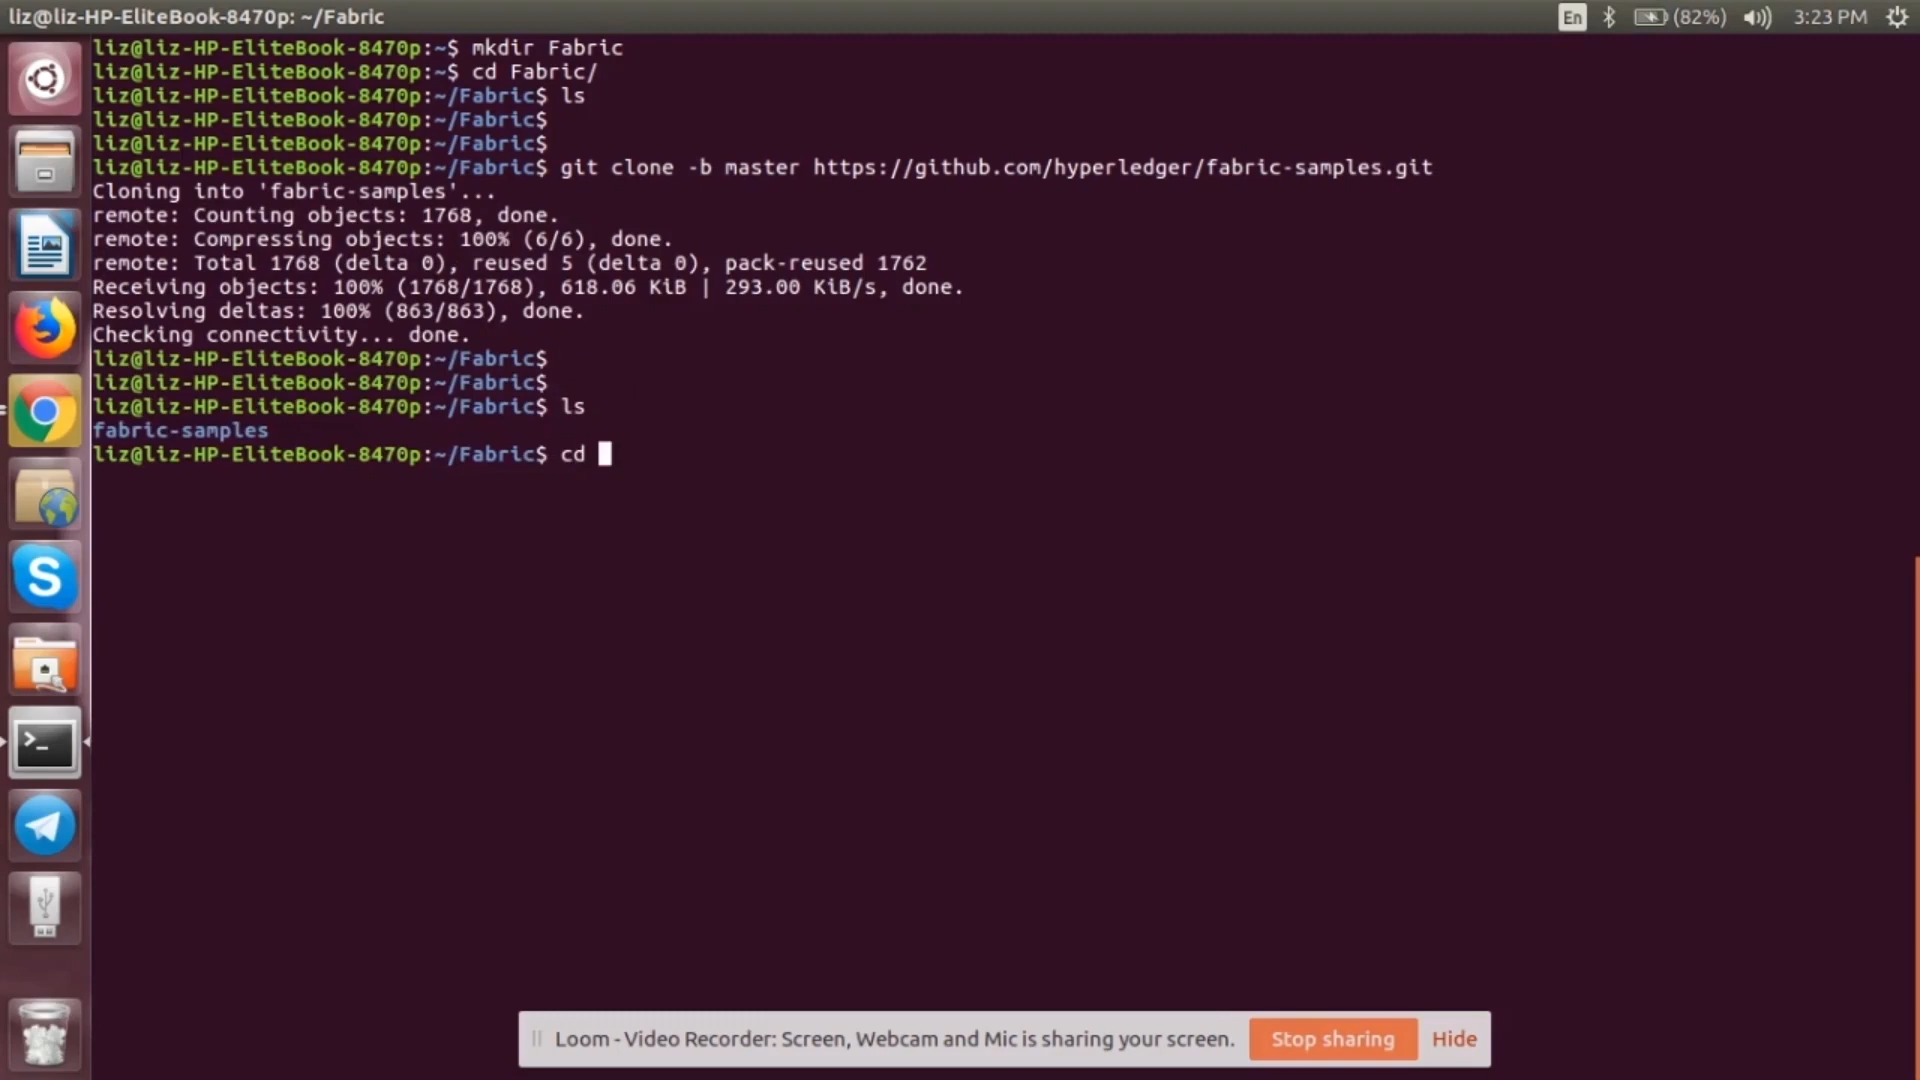 liz@liz-HP-EliteBook-8470p: ~/Fabric
En
(82%)
3:23 PM
liz@liz-HP-EliteBook-8470p:~$ mkdir Fabric
liz@liz-HP-EliteBook-8470p:~$ cd Fabric/
liz@liz-HP-EliteBook-8470p:~/Fabric$ ls
liz@liz-HP-EliteBook-8470p:~/Fabric$
liz@liz-HP-EliteBook-8470p:~/Fabric$
liz@liz-HP-EliteBook-8470p:~/Fabric$ git clone -b master https://github.com/hyperledger/fabric-samples.git
Cloning into 'fabric-samples'...
remote: Counting objects: 1768, done.
remote: Compressing objects: 100% (6/6), done.
remote: Total 1768 (delta 0), reused 5 (delta 0), pack-reused 1762
Receiving objects: 100% (1768/1768), 618.06 KiB | 293.00 KiB/s, done.
Resolving deltas: 100% (863/863), done.
Checking connectivity... done.
liz@liz-HP-EliteBook-8470p:~/Fabric$
liz@liz-HP-EliteBook-8470p:~/Fabric$
liz@liz-HP-EliteBook-8470p:~/Fabric$ ls
fabric-samples
liz@liz-HP-EliteBook-8470p:~/Fabric$ cd
S
>_
Loom - Video Recorder: Screen, Webcam and Mic is sharing your screen.
Stop sharing
Hide